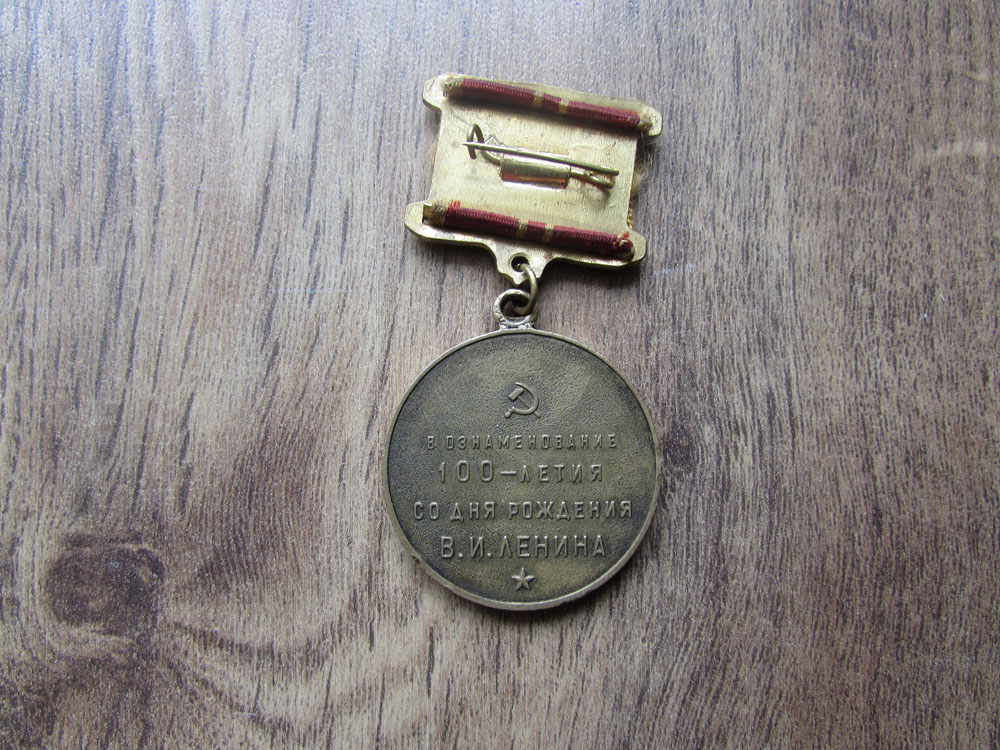 В ОЗНАМЕНОВАНИЕ
100-ЛЕТИЯ
СО ДНЯ РОЖДЕНИЯ
В.И. ЛЕНИНА